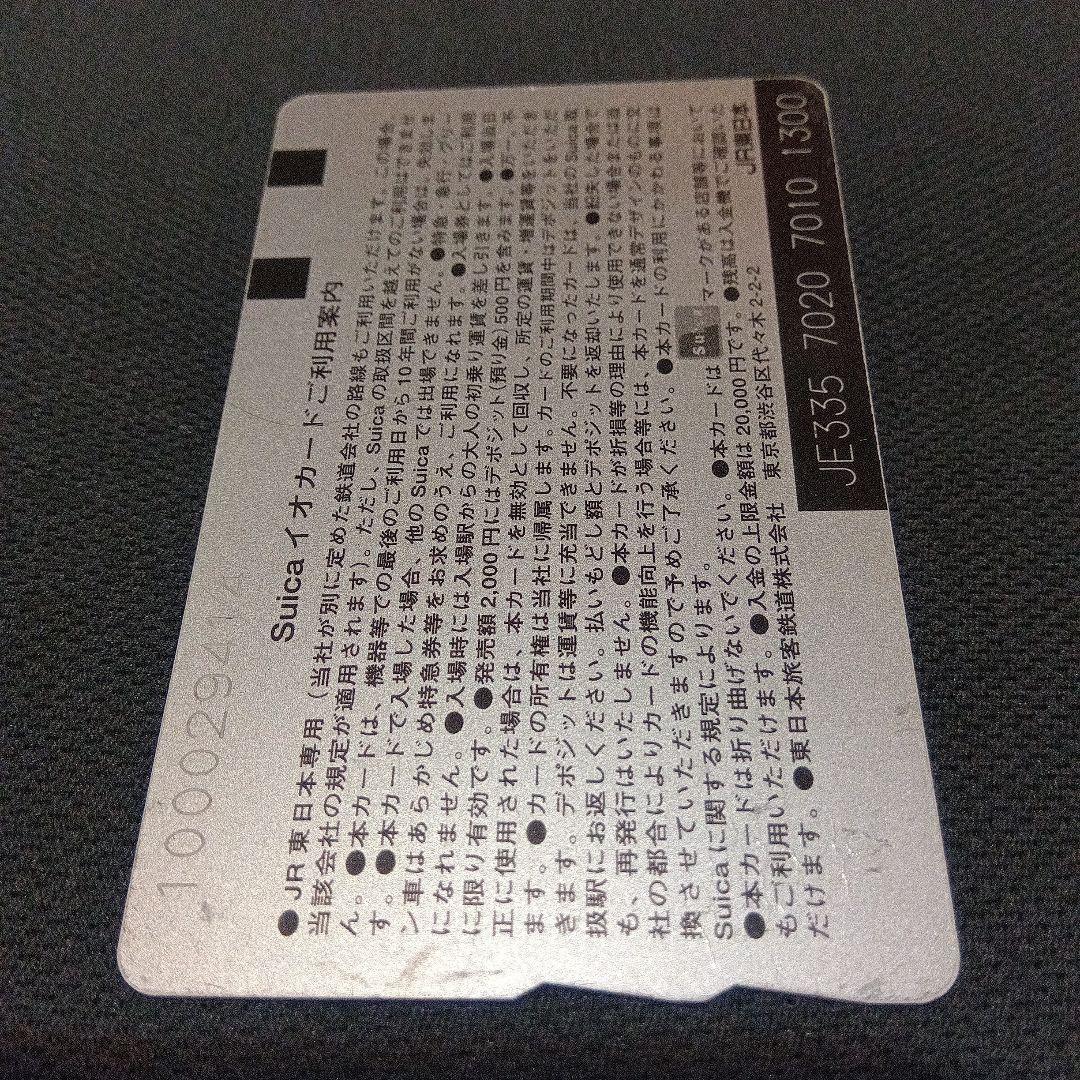 1000294
Suica イオカードご利用案内
●JR東日本専用（当社が別に定めた鉄道会社の路線もご利用いただけます。この場合、
当該会社の規定が適用されます）。ただし、Suicaの取扱区間を越えてのご利用はできませ
ん。●本カードは、機器等での最後のご利用日から10年間ご利用がない場合は、失効しま
す。●本カードで入場した場合、他のSuicaでは出場できません。●特急・急行・グリー
ン車はあらかじめ特急券等をお求めのうえ、ご利用になれます。●入場券としてはご利用
になれません。●入場時には入場駅からの大人の初乗り運賃を差し引きます。●入場当日
に限り有効です。●発売額2,000円にはデポジット(預り金)500円を含みます。●万一、不
正に使用された場合は、本カードを無効として回収し、所定の運賃・増運賃等をいただき
ます。●カードの所有権は当社に帰属します。カードのご利用期間中はデポジットをいただ
きます。デポジットは運賃等に充当できません。不要になったカードは、当社のSuica取
扱駅にお返しください。払いもどし額とデポジットを返却いたします。●紛失した場合で
も、再発行はいたしません。●本カードが折損等の理由により使用できない場合または当
社の都合によりカードの機能向上を行う場合等には、本カードを通常デザインのものに交
換させていただきますので予めご了承ください。●本カードの利用にかかわる事項は
Suicaに関する規定によります。
●本カードは折り曲げないでください。●本カードは マークがある店舗等において
もご利用いただけます。●入金の上限金額は20,000円です。●残高は入金機でご確認いた
だけます。●東日本旅客鉄道株式会社 東京都渋谷区代々木2-2-2
JR東日本
JE335 7020 7010 1300